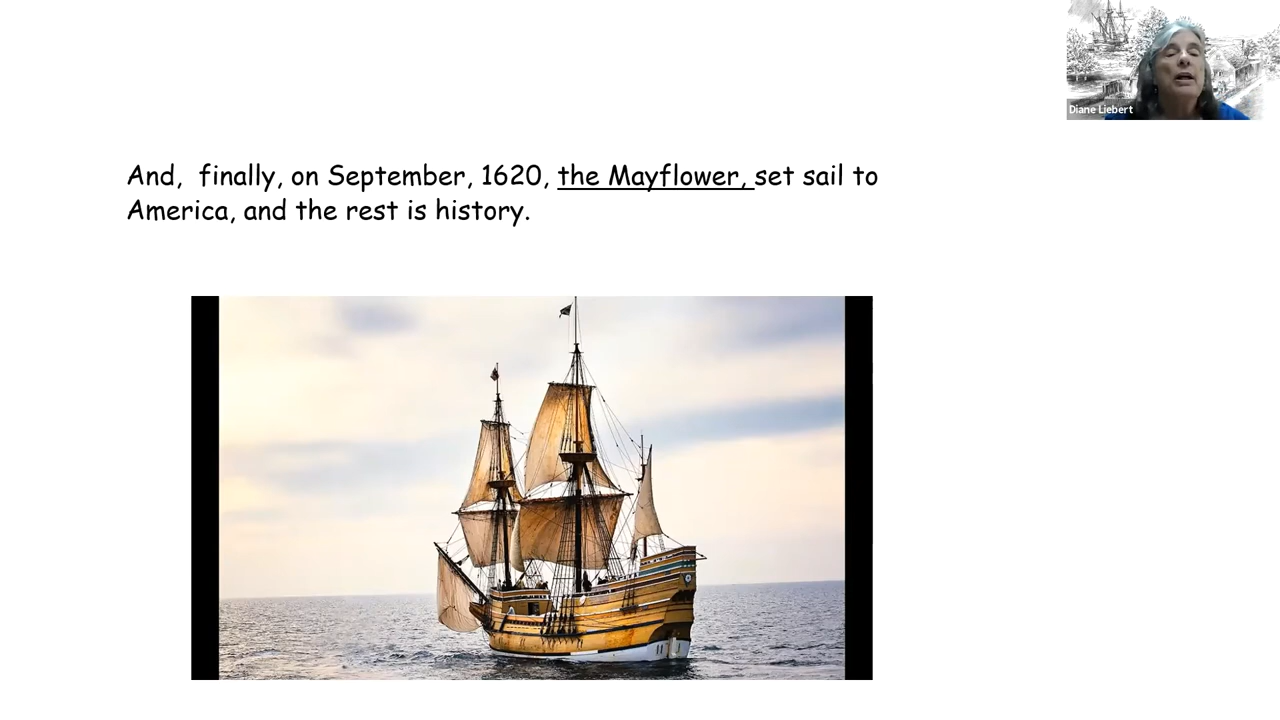 Diane Liebert
And, finally, on September, 1620, the Mayflower, set sail to
America, and the rest is history.